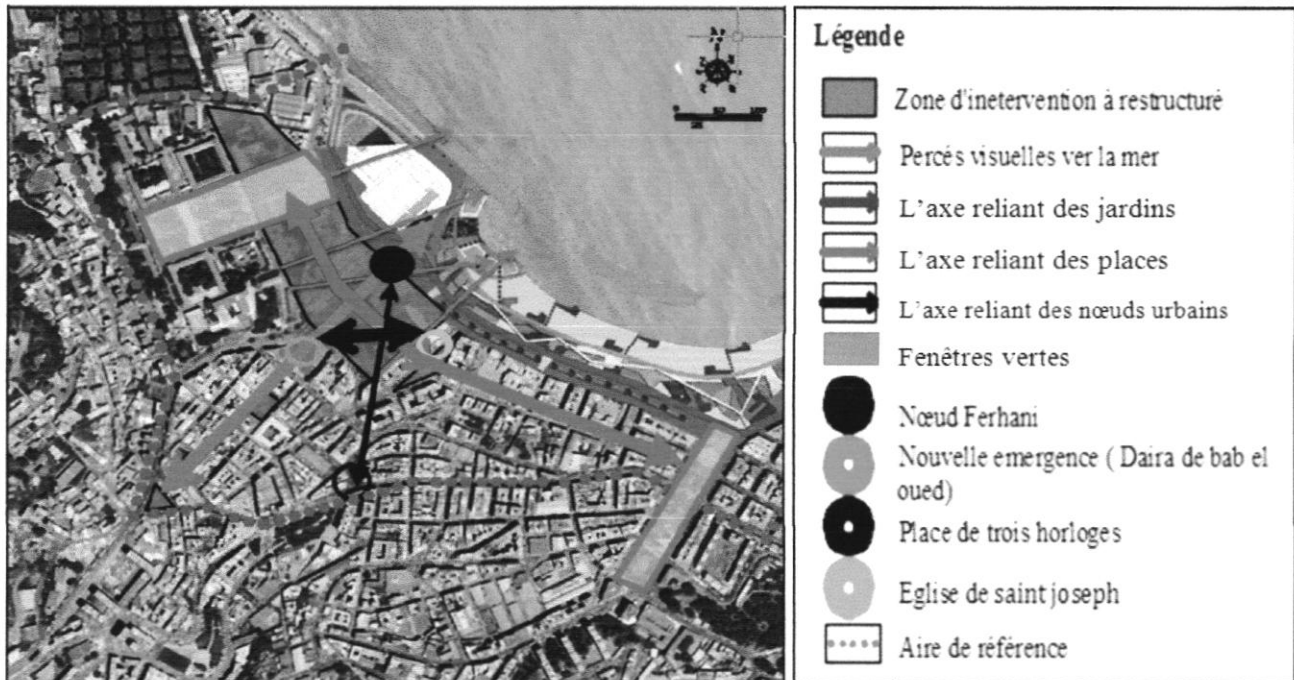 Légende
Zone d'inetervention à restructuré
Percés visuelles ver la mer
L'axe reliant des jardins
L'axe reliant des places
L'axe reliant des nœuds urbains
Fenêtres vertes
Nœud Ferhani
Nouvelle emergence ( Daira de bab el
oued)
Place de trois horloges
Eglise de saint joseph
Aire de référence